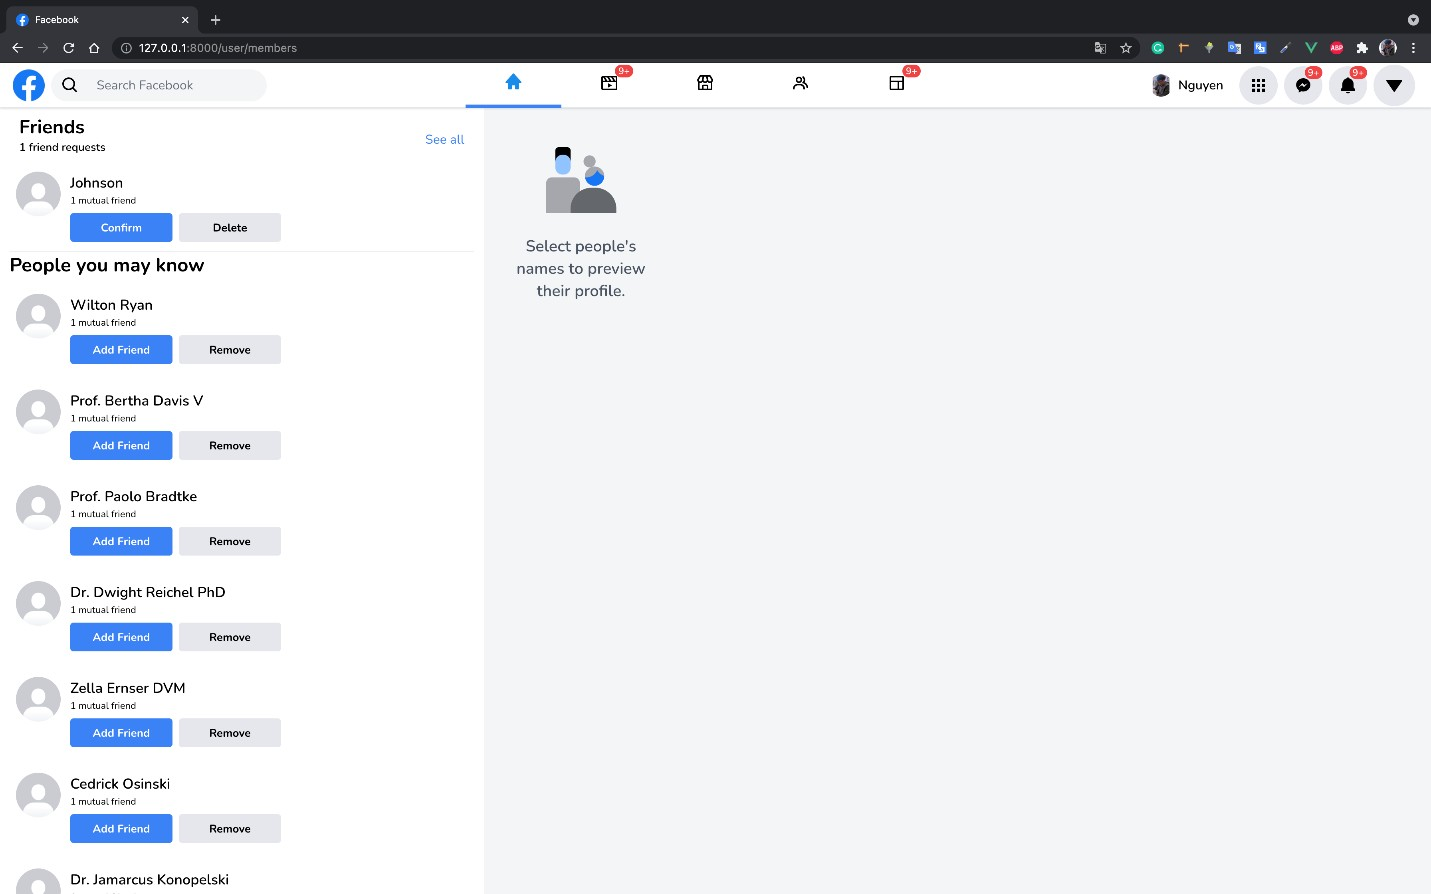 Facebook
127.0.0.1:8000/user/members
ABP
Search Facebook
9+
9+
Nguyen
9+
9+
Friends
1 friend requests
See all
Johnson
1 mutual friend
Confirm
Delete
People you may know
Wilton Ryan
1 mutual friend
Add Friend
Remove
Prof. Bertha Davis V
1 mutual friend
Add Friend
Remove
Prof. Paolo Bradtke
1 mutual friend
Add Friend
Remove
Dr. Dwight Reichel PhD
1 mutual friend
Add Friend
Remove
Zella Ernser DVM
1 mutual friend
Add Friend
Remove
Cedrick Osinski
1 mutual friend
Add Friend
Remove
Dr. Jamarcus Konopelski
Select people's
names to preview
their profile.